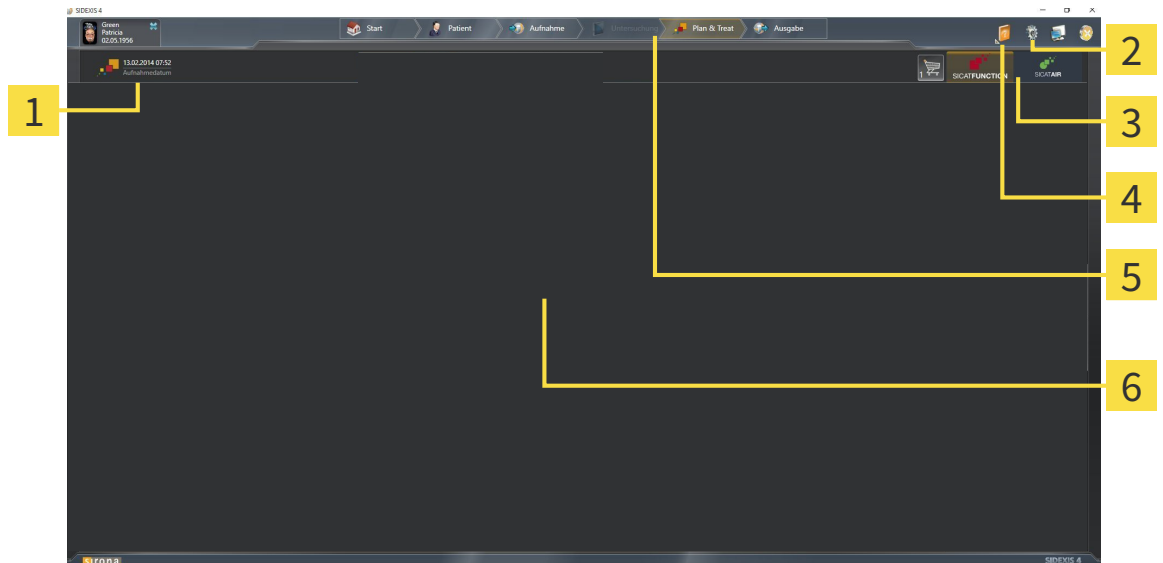 SIDEXIS 4
Green
Patricia
02.05.1956
Start
Patient
Aufnahme
Untersuchung
Plan & Treat
Ausgabe
13.02.2014 07:52
Aufnahmedatum
1
SICATFUNCTION
SICATAIR
1
2
3
4
5
6
sirona
SIDEXIS 4